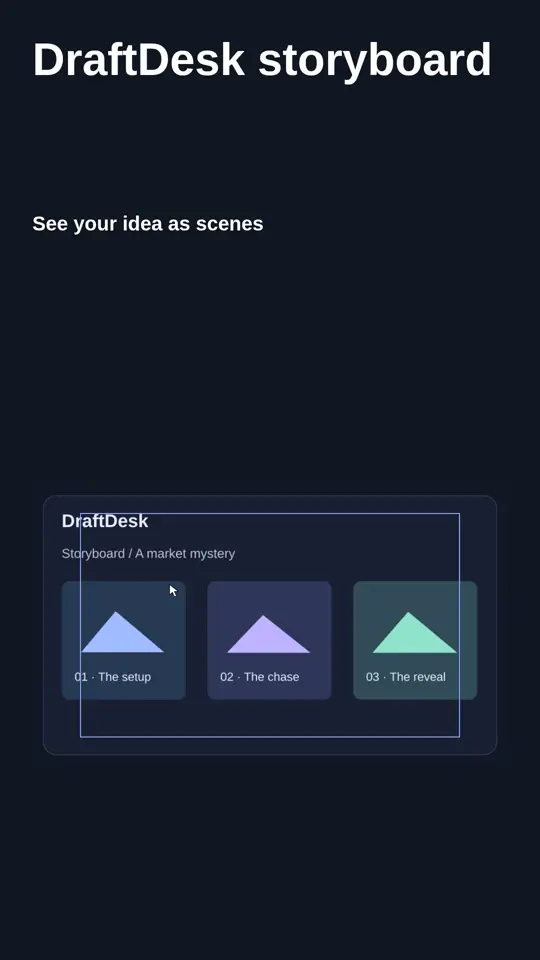 DraftDesk storyboard
See your idea as scenes
DraftDesk
Storyboard / A market mystery
01 · The setup
02 · The chase
03 · The reveal